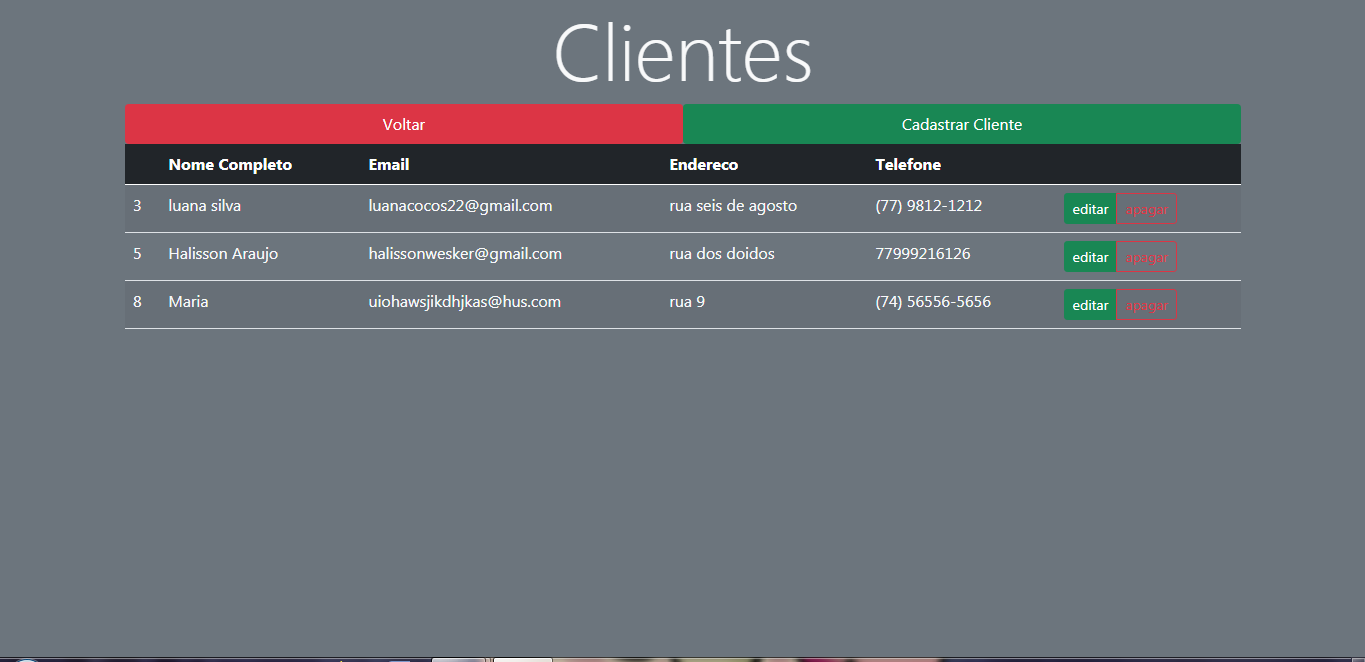 Clientes
Voltar Cadastrar Cliente
Nome Completo Email Endereco Telefone
3 luana silva luanacocos22@gmail.com rua seis de agosto (77) 9812-1212 editar apagar
5 Halisson Araujo halissonwesker@gmail.com rua dos doidos 77999216126 editar apagar
8 Maria uiohawsjikdhjkas@hus.com rua 9 (74) 56556-5656 editar apagar